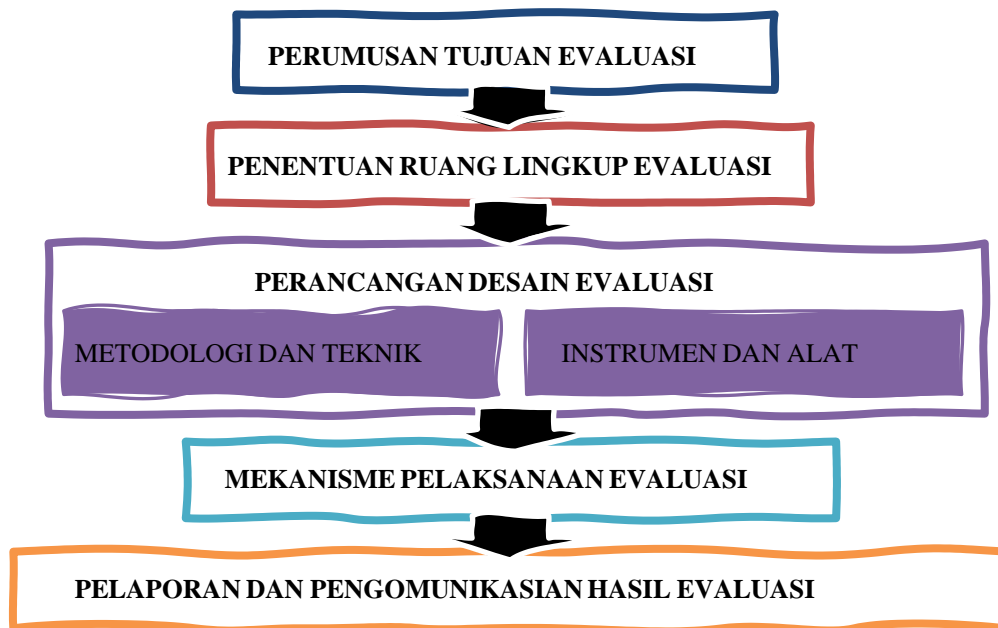 PERUMUSAN TUJUAN EVALUASI
PENENTUAN RUANG LINGKUP EVALUASI
PERANCANGAN DESAIN EVALUASI
METODOLOGI DAN TEKNIK
INSTRUMEN DAN ALAT
MEKANISME PELAKSANAAN EVALUASI
PELAPORAN DAN PENGOMUNIKASIAN HASIL EVALUASI